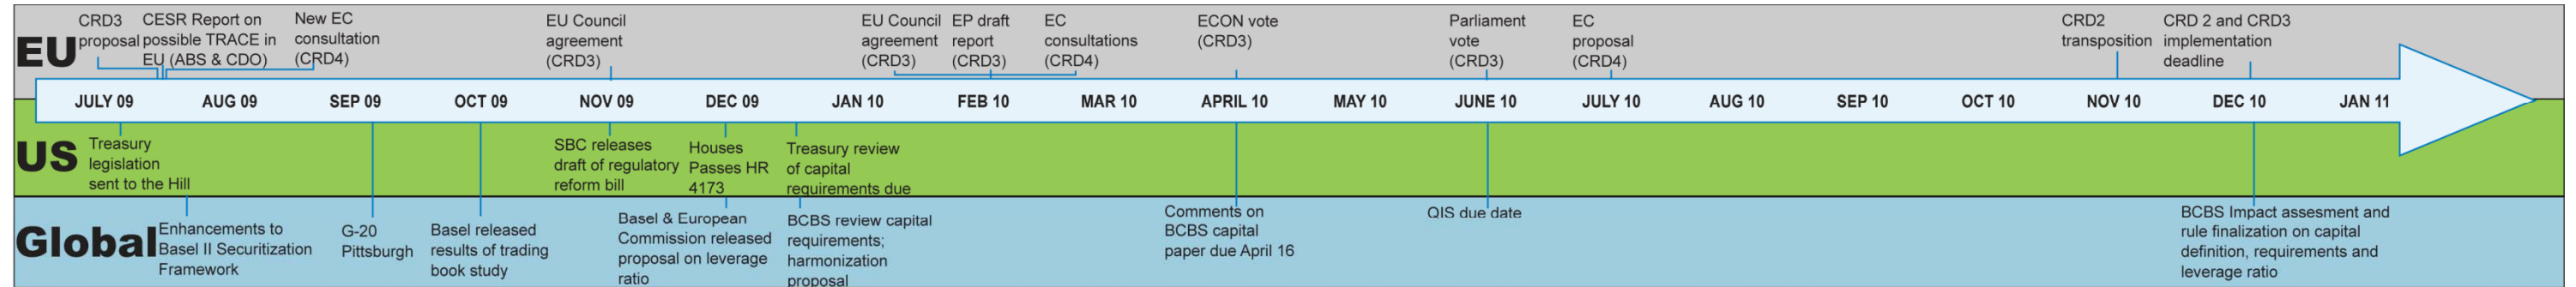 EU
CRD3
proposal
CESR Report on
possible TRACE in
EU (ABS & CDO)
New EC
consultation
(CRD4)
EU Council
agreement
(CRD3)
EU Council
agreement
(CRD3)
EP draft
report
(CRD3)
EC
consultations
(CRD4)
ECON vote
(CRD3)
Parliament
vote
(CRD3)
EC
proposal
(CRD4)
CRD2
transposition
CRD 2 and CRD3
implementation
deadline
JULY 09
AUG 09
SEP 09
OCT 09
NOV 09
DEC 09
JAN 10
FEB 10
MAR 10
APRIL 10
MAY 10
JUNE 10
JULY 10
AUG 10
SEP 10
OCT 10
NOV 10
DEC 10
JAN 11
US
Treasury
legislation
sent to the Hill
SBC releases
draft of regulatory
reform bill
Houses
Passes HR
4173
Treasury review
of capital
requirements due
Global
Enhancements to
Basel II Securitization
Framework
G-20
Pittsburgh
Basel released
results of trading
book study
Basel & European
Commission released
proposal on leverage
ratio
BCBS review capital
requirements;
harmonization
proposal
Comments on
BCBS capital
paper due April 16
QIS due date
BCBS Impact assesment and
rule finalization on capital
definition, requirements and
leverage ratio